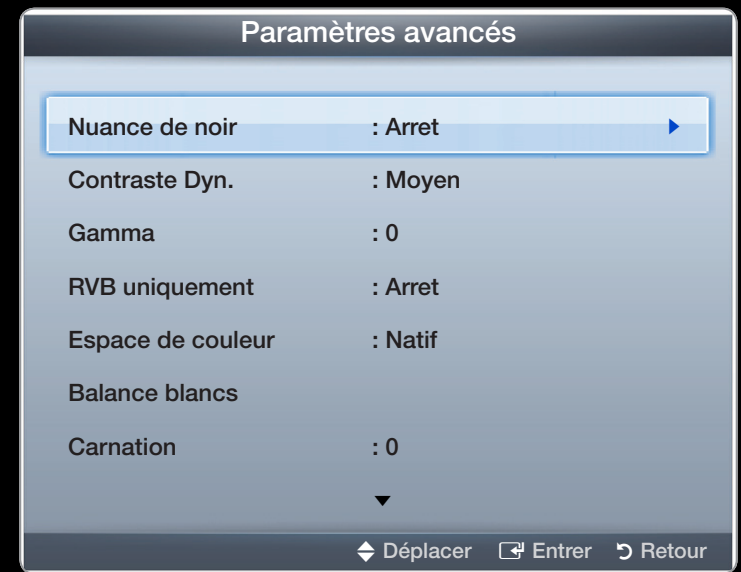 Paramètres avancés
Nuance de noir : Arret
Contraste Dyn. : Moyen
Gamma : 0
RVB uniquement : Arret
Espace de couleur : Natif
Balance blancs
Carnation : 0
Déplacer Entrer Retour